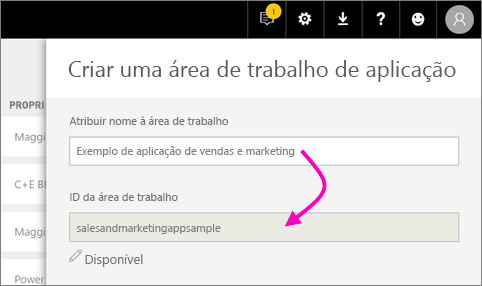 1
?
Criar uma área de trabalho de aplicação
PROPRI
Atribuir nome à área de trabalho
Maggi
Exemplo de aplicação de vendas e marketing
C+E BI
ID da área de trabalho
Maggi
salesandmarketingappsample
Disponível
Power